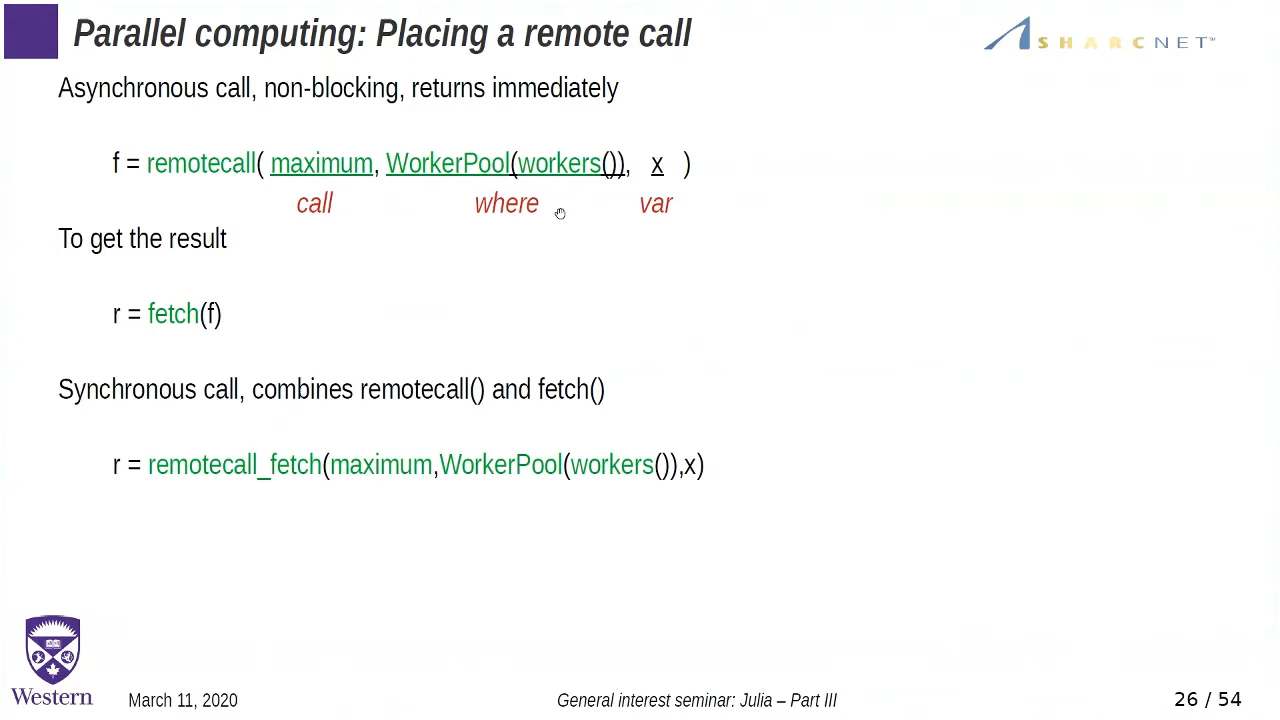 Parallel computing: Placing a remote call
SHARCNET™
Asynchronous call, non-blocking, returns immediately
f = remotecall( maximum, WorkerPool(workers()), x )
call where var
To get the result
r = fetch(f)
Synchronous call, combines remotecall() and fetch()
r = remotecall_fetch(maximum,WorkerPool(workers()),x)
Western
March 11, 2020
General interest seminar: Julia – Part III
26 / 54